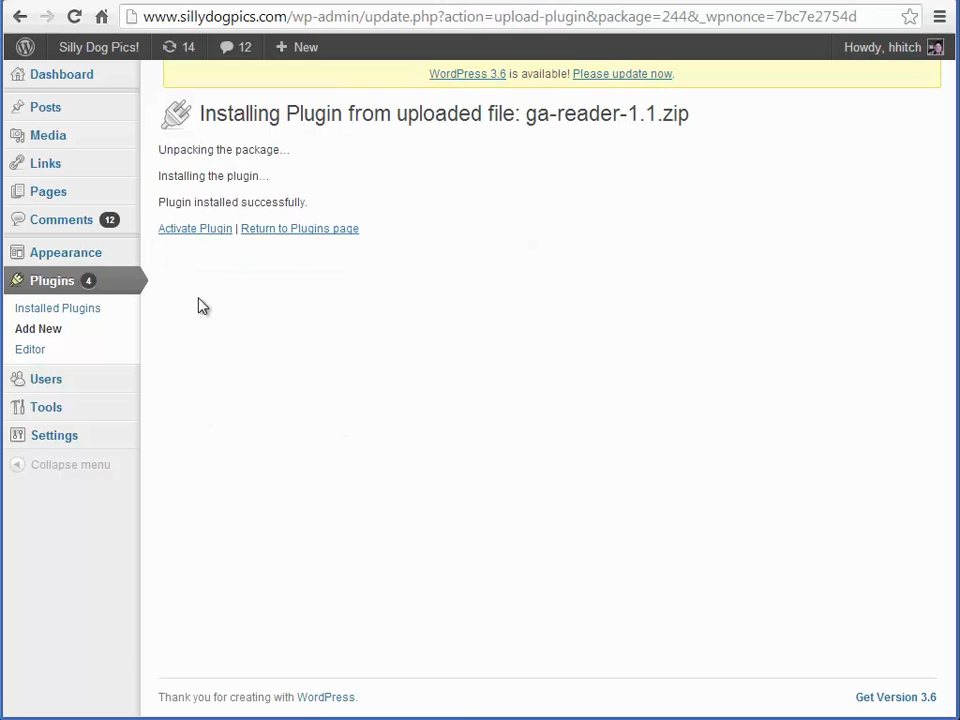 www.sillydogpics.com/wp-admin/update.php?action=upload-plugin&package=244&_wpnonce=7bc7e2754d
Silly Dog Pics! 14 12 + New Howdy, hhitch
WordPress 3.6 is available! Please update now.
Dashboard
Posts
Media
Links
Pages
Comments 12
Appearance
Plugins 4
Installed Plugins
Add New
Editor
Users
Tools
Settings
Collapse menu
Installing Plugin from uploaded file: ga-reader-1.1.zip
Unpacking the package…
Installing the plugin…
Plugin installed successfully.
Activate Plugin | Return to Plugins page
Thank you for creating with WordPress. Get Version 3.6